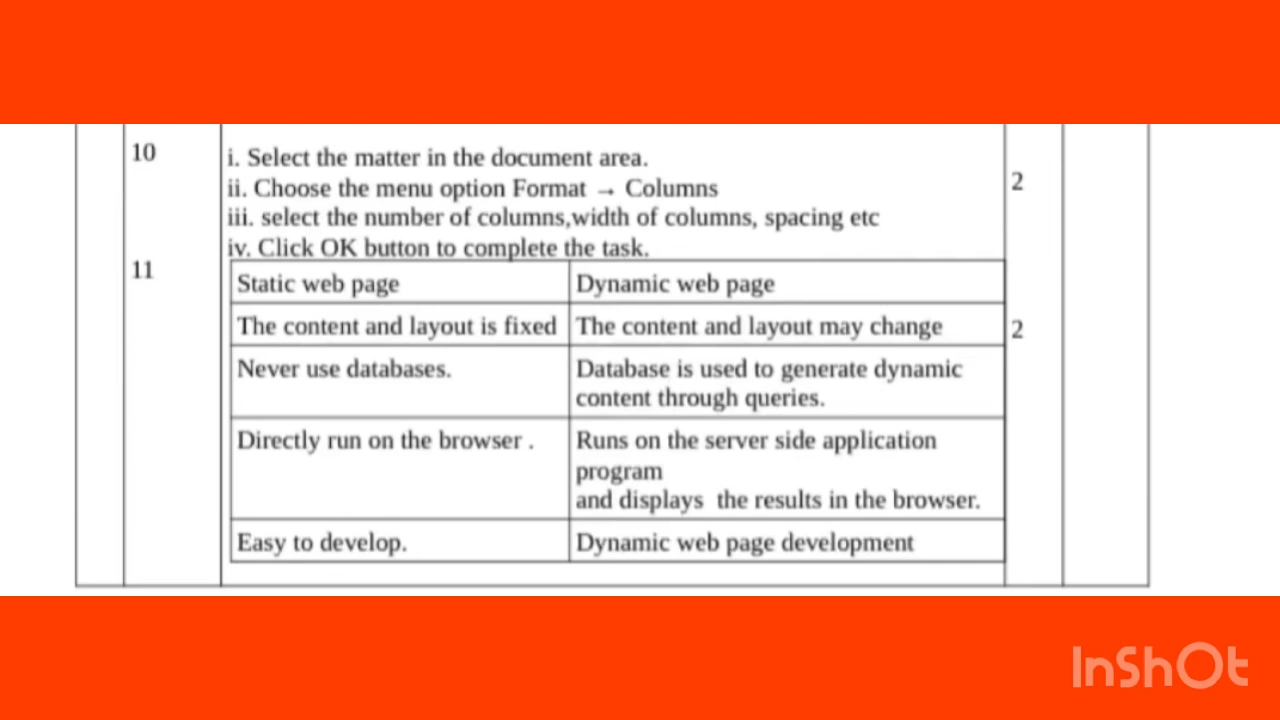 10
i. Select the matter in the document area.
ii. Choose the menu option Format → Columns
2
iii. select the number of columns,width of columns, spacing etc
iv. Click OK button to complete the task.
11
Static web page
Dynamic web page
The content and layout is fixed
The content and layout may change
2
Never use databases.
Database is used to generate dynamic
content through queries.
Directly run on the browser .
Runs on the server side application
program
and displays the results in the browser.
Easy to develop.
Dynamic web page development
InShOt